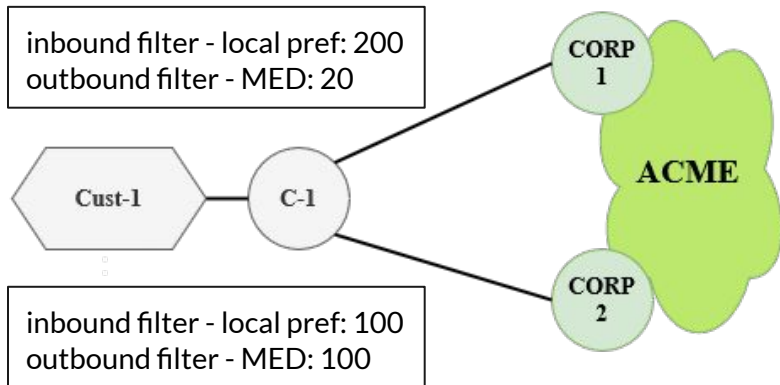 inbound filter - local pref: 200
outbound filter - MED: 20
CORP
1
ACME
Cust-1
C-1
CORP
2
inbound filter - local pref: 100
outbound filter - MED: 100